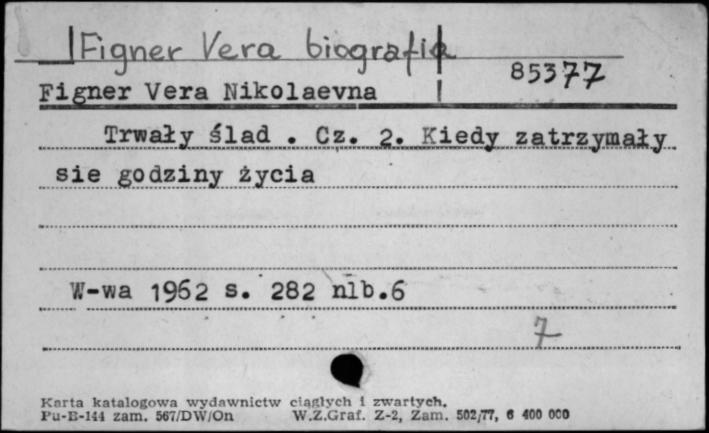 Figner Vera biografia
85377
Figner Vera Nikolaevna
Trwały ślad . Cz. 2. Kiedy zatrzymały
sie godziny życia
W-wa 1962 s. 282 nlb.6
7
Karta katalogowa wydawnictw ciągłych i zwartych.
Pu-B-144 zam. 567/DW/On W.Z.Graf. Z-2, Zam. 502/77, 6 400 000